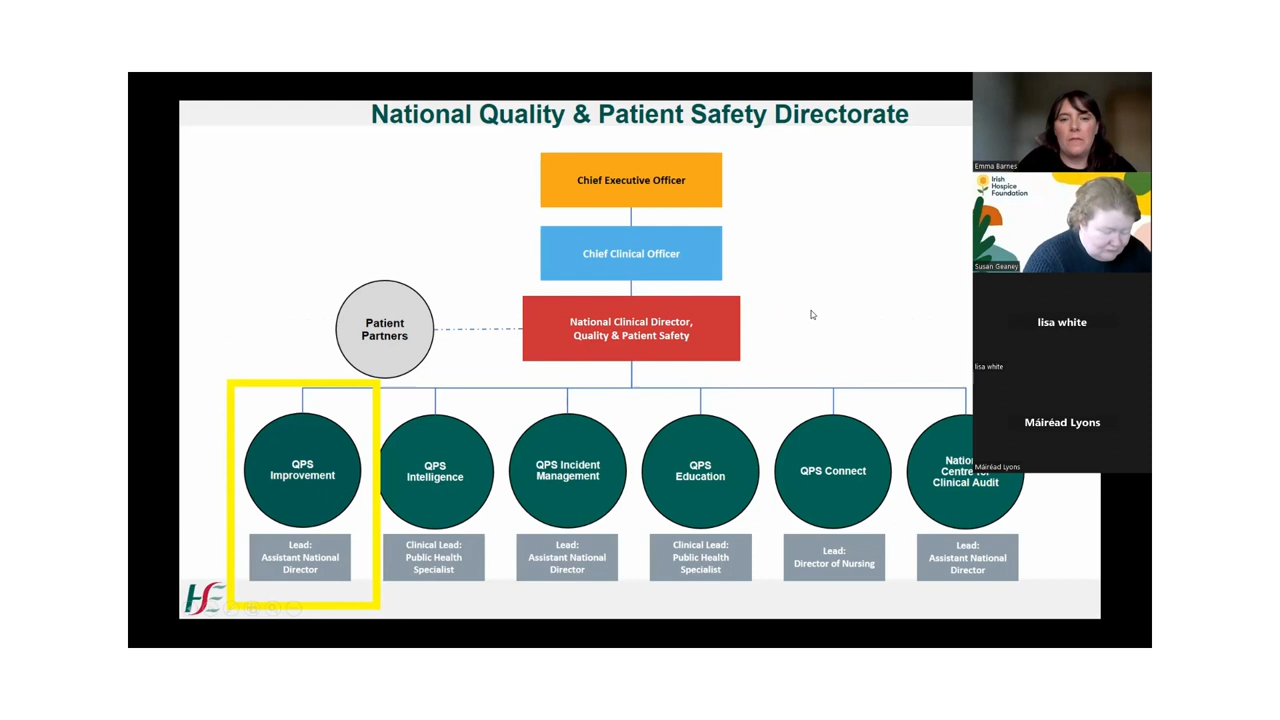 National Quality & Patient Safety Directorate
Chief Executive Officer
Chief Clinical Officer
Patient
Partners
National Clinical Director,
Quality & Patient Safety
QPS
Improvement
QPS
Intelligence
QPS Incident
Management
QPS
Education
QPS Connect
Centre for
Clinical Audit
Lead:
Assistant National
Director
Clinical Lead:
Public Health
Specialist
Lead:
Assistant National
Director
Clinical Lead:
Public Health
Specialist
Lead:
Director of Nursing
Lead:
Assistant National
Director
Emma Barnes
Irish
Hospice
Foundation
Susan Geaney
lisa white
lisa white
Máiréad Lyons
Máiréad Lyons